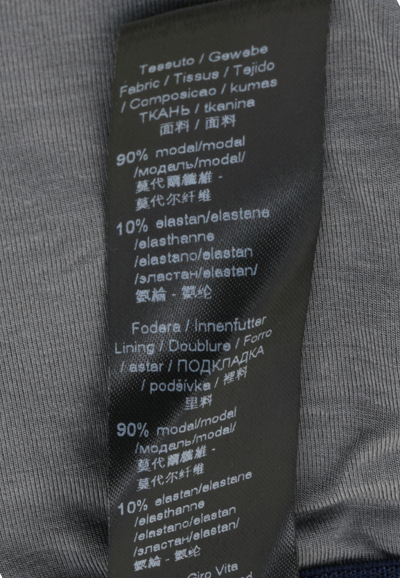 Tessuto / Gewebe
Fabric / Tissus / Tejido
/ Composicao / kumas
ТКАНЬ / tkanina
面料 / 面料
90% modal/modal
/модаль/modal/
莫代爾纖維 -
莫代尔纤维
10% elastan/elastane
/elasthanne
/elastano/elastan
/эластан/elastan/
氨綸 - 氨纶
Fodera / Innenfutter
Lining / Doublure / Forro
/ astar / ПОДКЛАДКА
/ podšívka / 裡料
里料
90% modal/modal
/модаль/modal/
莫代爾纖維 -
莫代尔纤维
10% elastan/elastane
/elasthanne
/elastano/elastan
/эластан/elastan/
氨綸 - 氨纶
Giro Vita